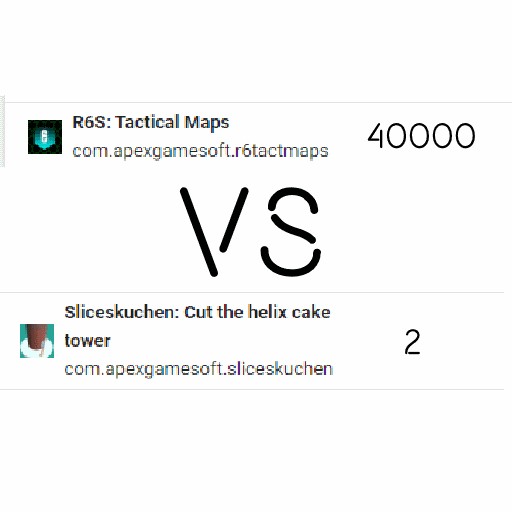 R6S: Tactical Maps
com.apexgamesoft.r6tactmaps
40000
VS
Sliceskuchen: Cut the helix cake
tower
com.apexgamesoft.sliceskuchen
2